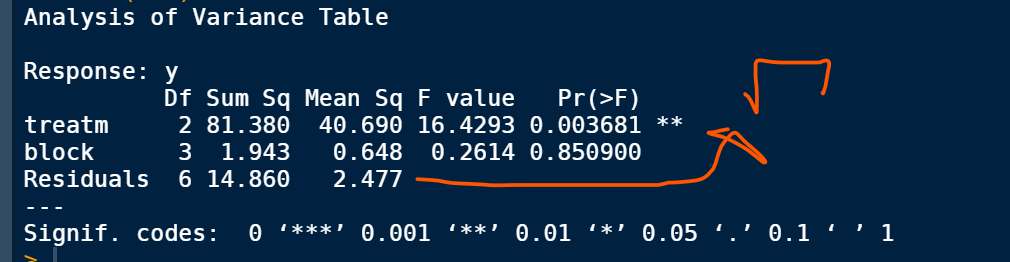 Analysis of Variance Table
Response: y
Df Sum Sq Mean Sq F value Pr(>F)
treatm 2 81.380 40.690 16.4293 0.003681 **
block 3 1.943 0.648 0.2614 0.850900
Residuals 6 14.860 2.477
---
Signif. codes: 0 ‘***’ 0.001 ‘**’ 0.01 ‘*’ 0.05 ‘.’ 0.1 ‘ ’ 1
>